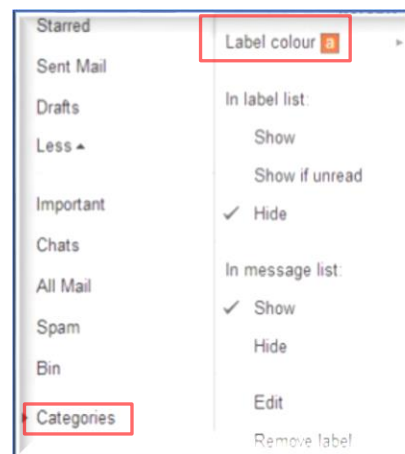 Starred
Sent Mail
Drafts
Less
Important
Chats
All Mail
Spam
Bin
Categories
Label colour a
In label list:
Show
Show if unread
Hide
In message list:
Show
Hide
Edit
Remove label